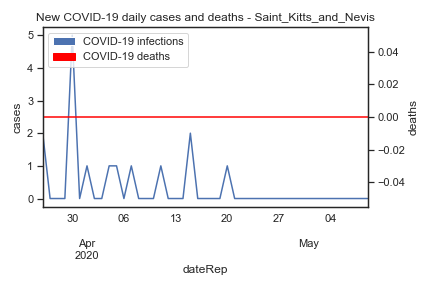 New COVID-19 daily cases and deaths - Saint_Kitts_and_Nevis
COVID-19 infections
COVID-19 deaths
cases
5
4
3
2
1
0
deaths
0.04
0.02
0.00
−0.02
−0.04
30 06 13 20 27 04
Apr May
2020
dateRep